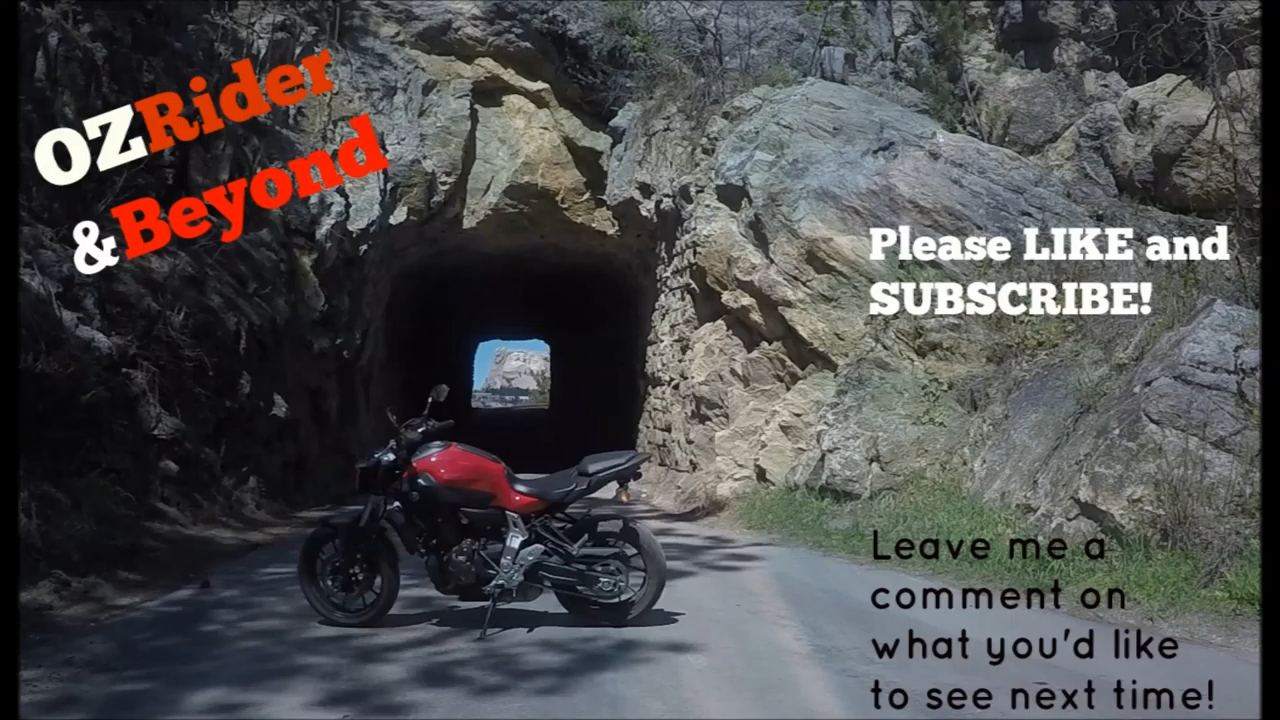 OZRider
&Beyond
Please LIKE and
SUBSCRIBE!
Leave me a
comment on
what you'd like
to see next time!